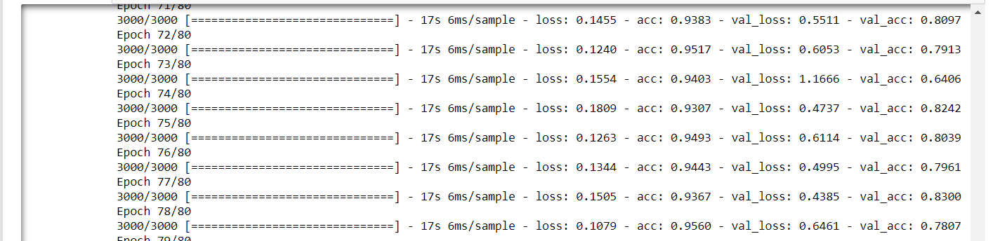 Epoch 71/80
3000/3000 [==============================] - 17s 6ms/sample - loss: 0.1455 - acc: 0.9383 - val_loss: 0.5511 - val_acc: 0.8097
Epoch 72/80
3000/3000 [==============================] - 17s 6ms/sample - loss: 0.1240 - acc: 0.9517 - val_loss: 0.6053 - val_acc: 0.7913
Epoch 73/80
3000/3000 [==============================] - 17s 6ms/sample - loss: 0.1554 - acc: 0.9403 - val_loss: 1.1666 - val_acc: 0.6406
Epoch 74/80
3000/3000 [==============================] - 17s 6ms/sample - loss: 0.1809 - acc: 0.9307 - val_loss: 0.4737 - val_acc: 0.8242
Epoch 75/80
3000/3000 [==============================] - 17s 6ms/sample - loss: 0.1263 - acc: 0.9493 - val_loss: 0.6114 - val_acc: 0.8039
Epoch 76/80
3000/3000 [==============================] - 17s 6ms/sample - loss: 0.1344 - acc: 0.9443 - val_loss: 0.4995 - val_acc: 0.7961
Epoch 77/80
3000/3000 [==============================] - 17s 6ms/sample - loss: 0.1505 - acc: 0.9367 - val_loss: 0.4385 - val_acc: 0.8300
Epoch 78/80
3000/3000 [==============================] - 17s 6ms/sample - loss: 0.1079 - acc: 0.9560 - val_loss: 0.6461 - val_acc: 0.7807
Epoch 79/80